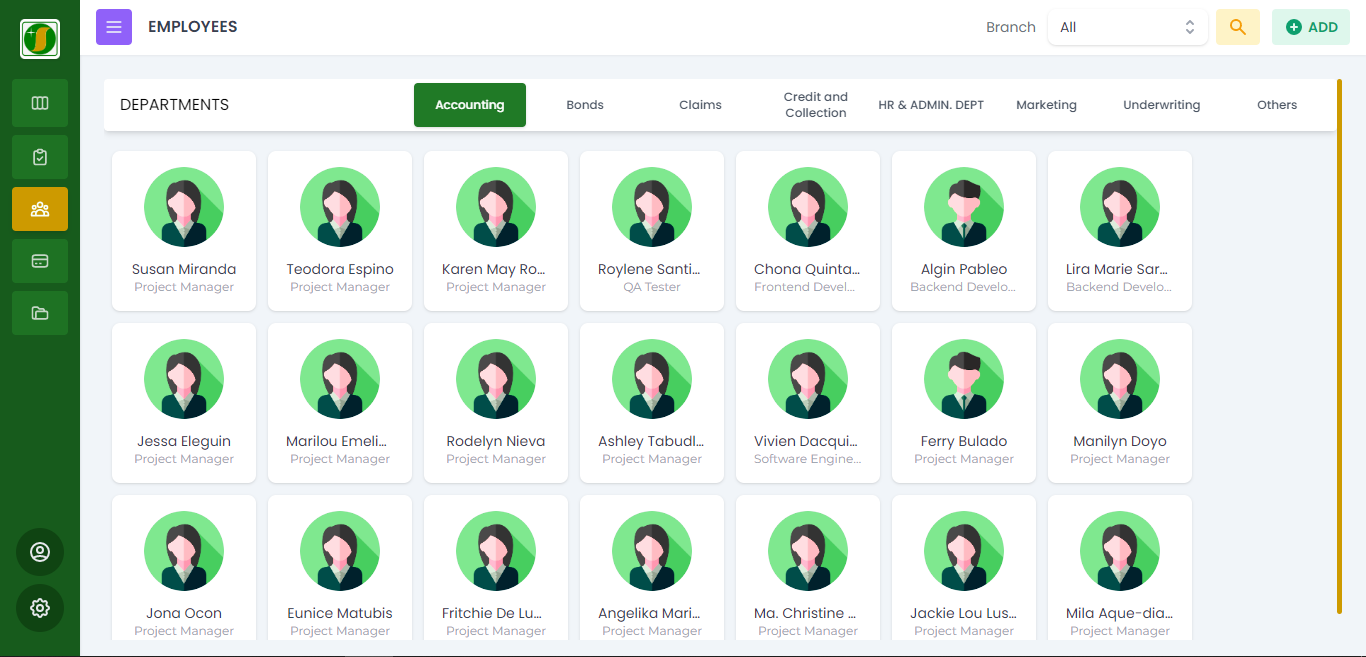 EMPLOYEES
Branch
All
ADD
DEPARTMENTS
Accounting
Bonds
Claims
Credit and
Collection
HR & ADMIN. DEPT
Marketing
Underwriting
Others
Susan Miranda
Project Manager
Teodora Espino
Project Manager
Karen May Ro...
Project Manager
Roylene Santi...
QA Tester
Chona Quinta...
Frontend Devel...
Algin Pableo
Backend Develo...
Lira Marie Sar...
Backend Develo...
Jessa Eleguin
Project Manager
Marilou Emeli...
Project Manager
Rodelyn Nieva
Project Manager
Ashley Tabudl...
Project Manager
Vivien Dacqui...
Software Engine...
Ferry Bulado
Project Manager
Manilyn Doyo
Project Manager
Jona Ocon
Project Manager
Eunice Matubis
Project Manager
Fritchie De Lu...
Project Manager
Angelika Mari...
Project Manager
Ma. Christine ...
Project Manager
Jackie Lou Lus...
Project Manager
Mila Aque-dia...
Project Manager